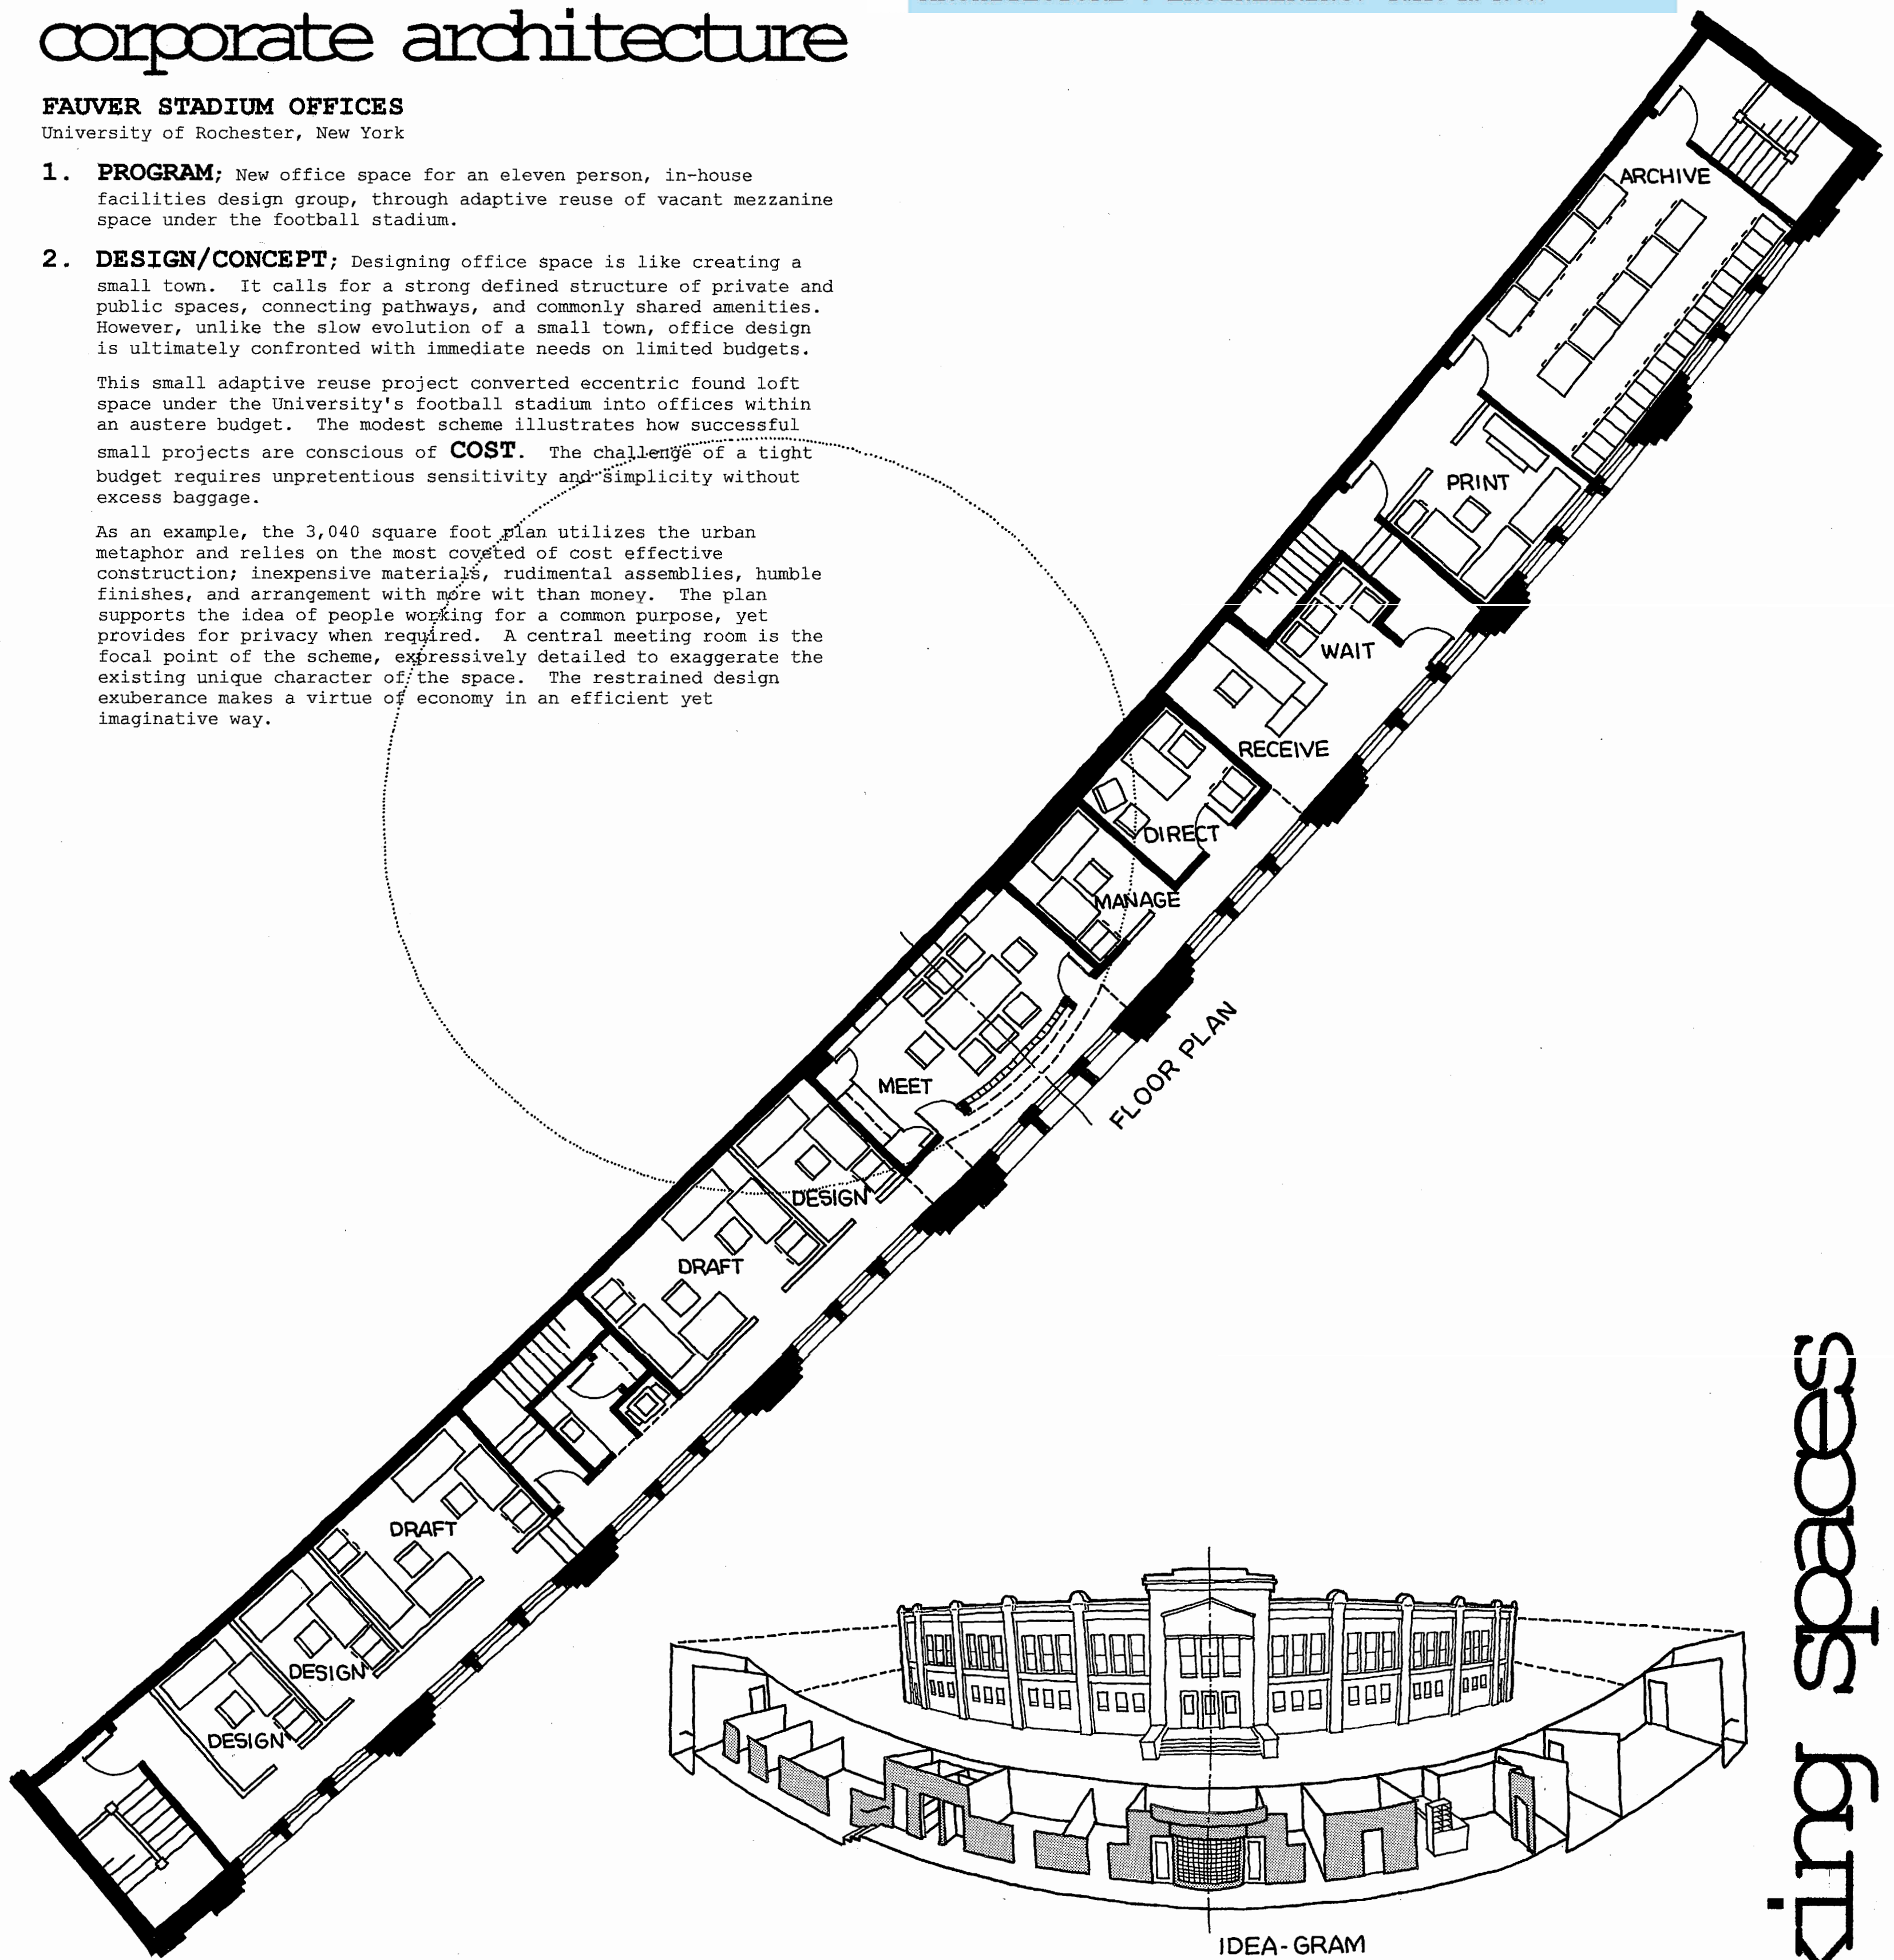 corporate architecture
FAUVER STADIUM OFFICES
University of Rochester, New York
1. PROGRAM; New office space for an eleven person, in-house
facilities design group, through adaptive reuse of vacant mezzanine
space under the football stadium.
2. DESIGN/CONCEPT; Designing office space is like creating a
small town. It calls for a strong defined structure of private and
public spaces, connecting pathways, and commonly shared amenities.
However, unlike the slow evolution of a small town, office design
is ultimately confronted with immediate needs on limited budgets.
This small adaptive reuse project converted eccentric found loft
space under the University's football stadium into offices within
an austere budget. The modest scheme illustrates how successful
small projects are conscious of COST. The challenge of a tight
budget requires unpretentious sensitivity and simplicity without
excess baggage.
As an example, the 3,040 square foot plan utilizes the urban
metaphor and relies on the most coveted of cost effective
construction; inexpensive materials, rudimental assemblies, humble
finishes, and arrangement with more wit than money. The plan
supports the idea of people working for a common purpose, yet
provides for privacy when required. A central meeting room is the
focal point of the scheme, expressively detailed to exaggerate the
existing unique character of the space. The restrained design
exuberance makes a virtue of economy in an efficient yet
imaginative way.
ARCHIVE
PRINT
WAIT
RECEIVE
DIRECT
MANAGE
MEET
FLOOR PLAN
DESIGN
DRAFT
DRAFT
DESIGN
DESIGN
IDEA-GRAM
king spaces